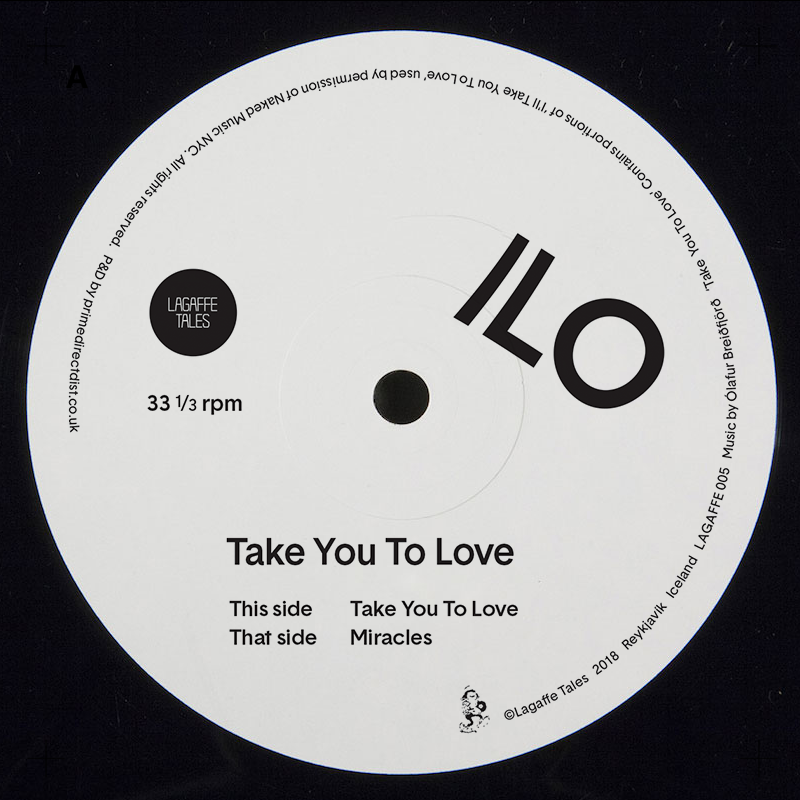 A
ILO
LAGAFFE
TALES
33 1/3 rpm
Take You To Love
This side Take You To Love
That side Miracles
©Lagaffe Tales 2018 Reykjavik Iceland LAGAFFE 005 Music by Ólafur Breiðfjörð 'Take You To Love' Contains portions of 'I'll Take You To Love' used by permission of Naked Music NYC. All rights reserved. P&D by primedirectdist.co.uk